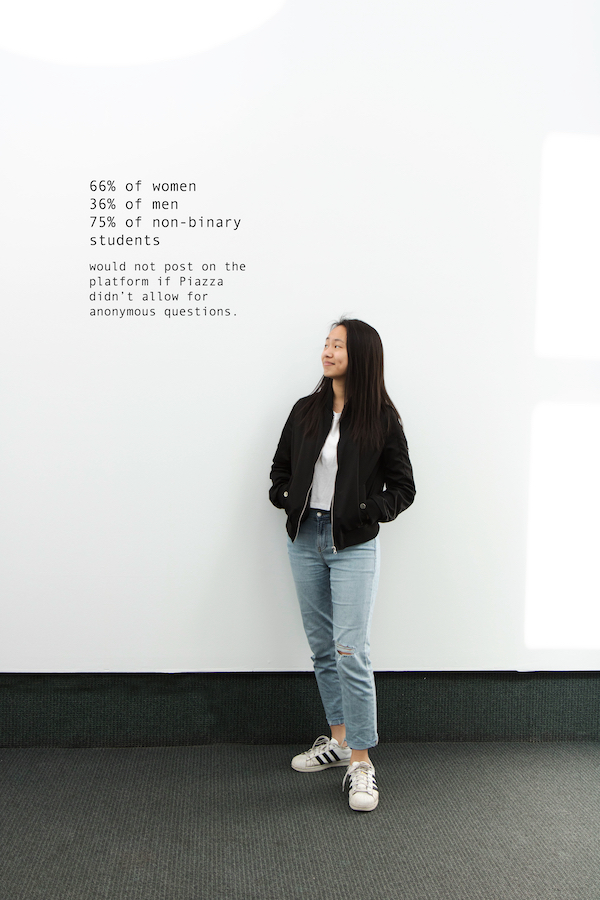 66% of women
36% of men
75% of non-binary
students
would not post on the
platform if Piazza
didn't allow for
anonymous questions.